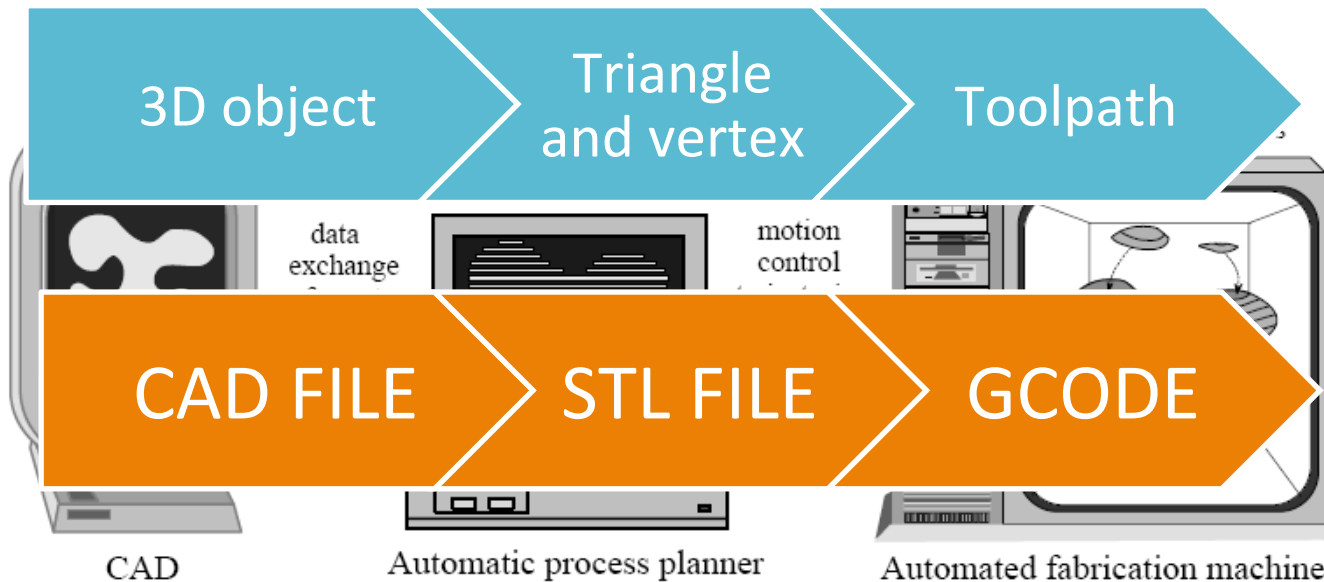 3D object
Triangle
and vertex
Toolpath
data
exchange
motion
control
CAD FILE
STL FILE
GCODE
CAD
Automatic process planner
Automated fabrication machine